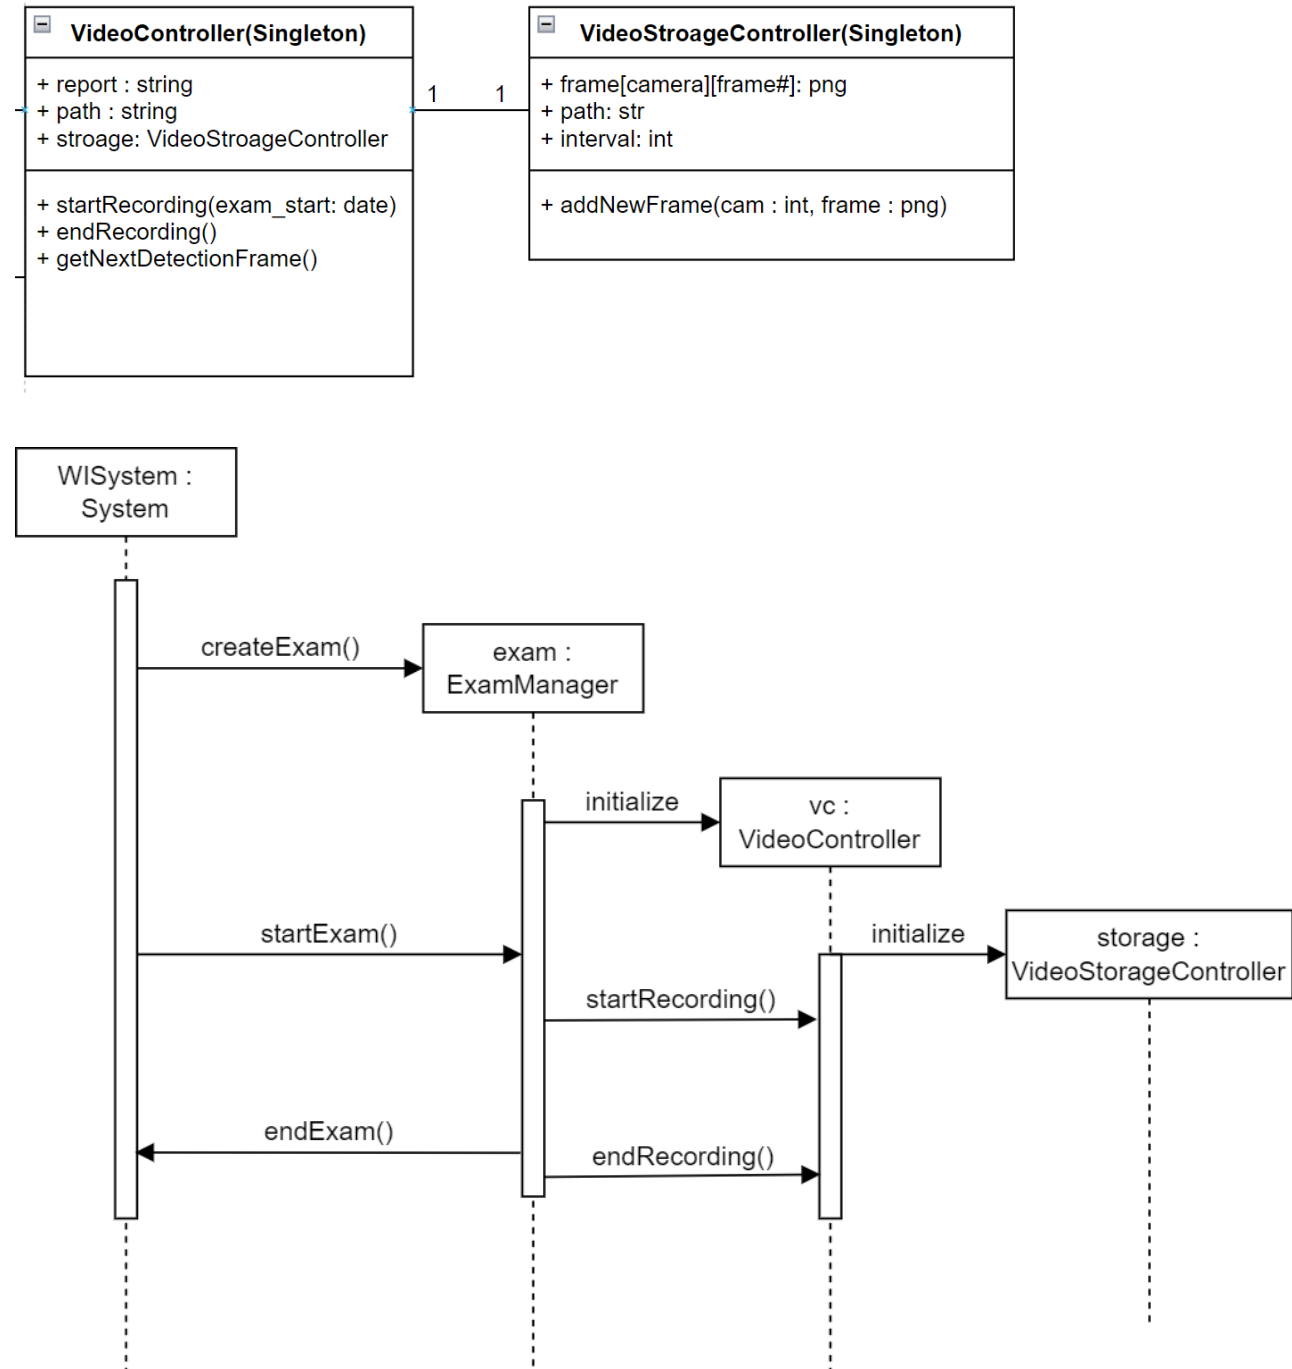 VideoController(Singleton)
+ report : string
+ path : string
+ stroage: VideoStroageController
+ startRecording(exam_start: date)
+ endRecording()
+ getNextDetectionFrame()
1
1
VideoStroageController(Singleton)
+ frame[camera][frame#]: png
+ path: str
+ interval: int
+ addNewFrame(cam : int, frame : png)
WISystem :
System
createExam()
exam :
ExamManager
initialize
vc :
VideoController
startExam()
initialize
storage :
VideoStorageController
startRecording()
endExam()
endRecording()